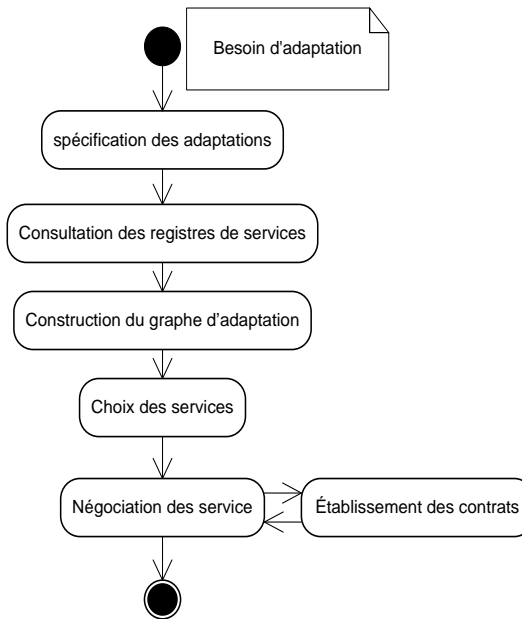 Besoin d'adaptation
spécification des adaptations
Consultation des registres de services
Construction du graphe d’adaptation
Choix des services
Négociation des service
Établissement des contrats